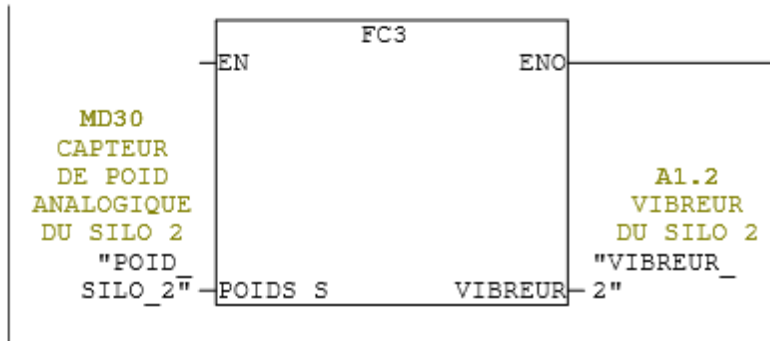 FC3
EN ENO
MD30
CAPTEUR
DE POID
ANALOGIQUE
DU SILO 2
"POID_
SILO_2"
POIDS S
A1.2
VIBREUR
DU SILO 2
"VIBREUR_
VIBREUR 2"